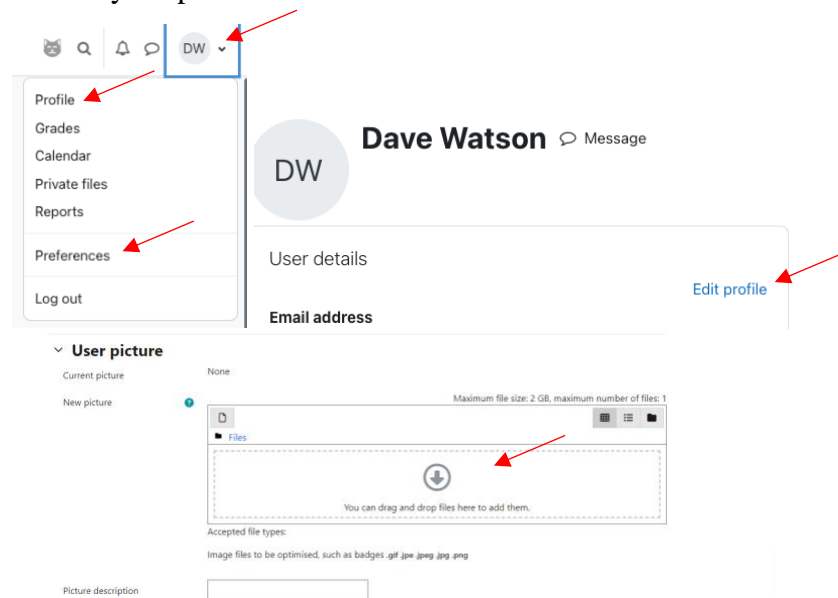 DW
Profile
Grades
Calendar
Private files
Reports
Preferences
Log out
DW
Dave Watson Message
User details
Edit profile
Email address
User picture
Current picture None
New picture Maximum file size: 2 GB, maximum number of files: 1
Files
You can drag and drop files here to add them.
Accepted file types:
Image files to be optimised, such as badges .gif .jpe .jpeg .jpg .png
Picture description